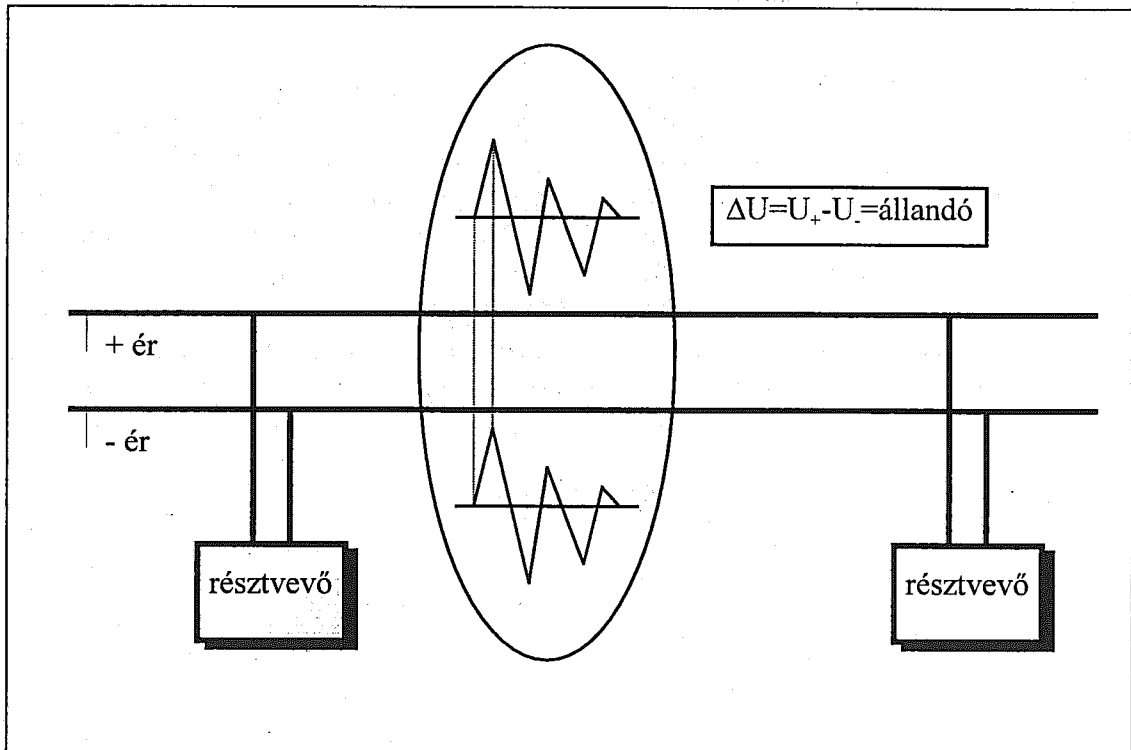 ΔU=U₊-U₋=állandó
+ ér
- ér
résztvevő
résztvevő